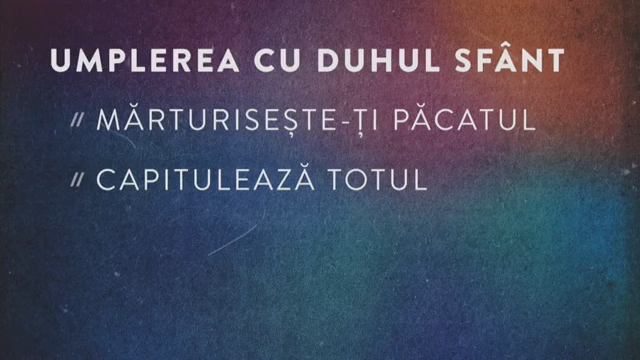 UMPLEREA CU DUHUL SFÂNT
// MĂRTURISEȘTE-ȚI PĂCATUL
// CAPITULEAZĂ TOTUL